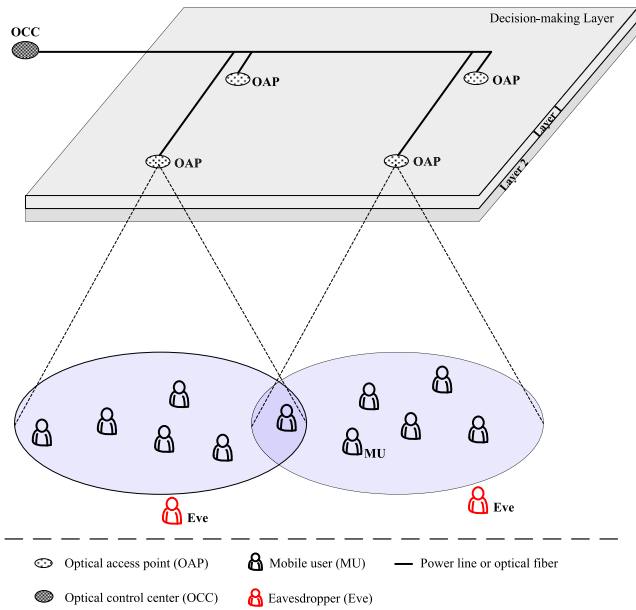 Decision-making Layer
OCC
OAP
OAP
Layer 1
OAP
OAP
Layer 2
MU
Eve
Eve
Optical access point (OAP)
Mobile user (MU)
Power line or optical fiber
Optical control center (OCC)
Eavesdropper (Eve)